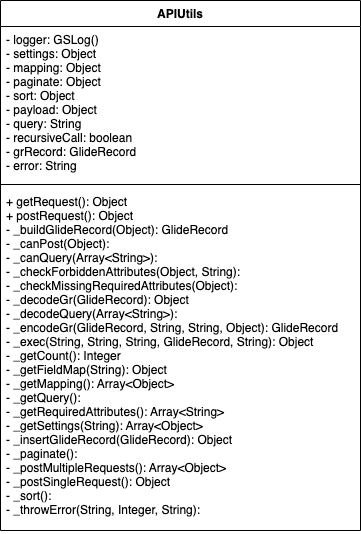 APIUtils
- logger: GSLog()
- settings: Object
- mapping: Object
- paginate: Object
- sort: Object
- payload: Object
- query: String
- recursiveCall: boolean
- grRecord: GlideRecord
- error: String
+ getRequest(): Object
+ postRequest(): Object
- _buildGlideRecord(Object): GlideRecord
- _canPost(Object):
- _canQuery(Array<String>):
- _checkForbiddenAttributes(Object, String):
- _checkMissingRequiredAttributes(Object):
- _decodeGr(GlideRecord): Object
- _decodeQuery(Array<String>):
- _encodeGr(GlideRecord, String, String, Object): GlideRecord
- _exec(String, String, String, GlideRecord, String): Object
- _getCount(): Integer
- _getFieldMap(String): Object
- _getMapping(): Array<Object>
- _getQuery():
- _getRequiredAttributes(): Array<String>
- _getSettings(String): Array<Object>
- _insertGlideRecord(GlideRecord): Object
- _paginate():
- _postMultipleRequests(): Array<Object>
- _postSingleRequest(): Object
- _sort():
- _throwError(String, Integer, String):